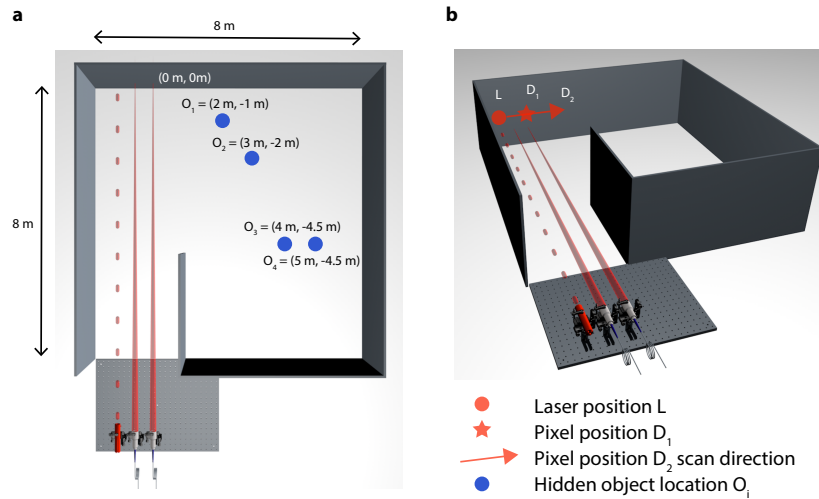 a
8 m
(0 m, 0m)
O₁ = (2 m, -1 m)
O₂ = (3 m, -2 m)
8 m
O₃ = (4 m, -4.5 m)
O₄ = (5 m, -4.5 m)
b
L
D₁
D₂
Laser position L
Pixel position D₁
Pixel position D₂ scan direction
Hidden object location Oᵢ